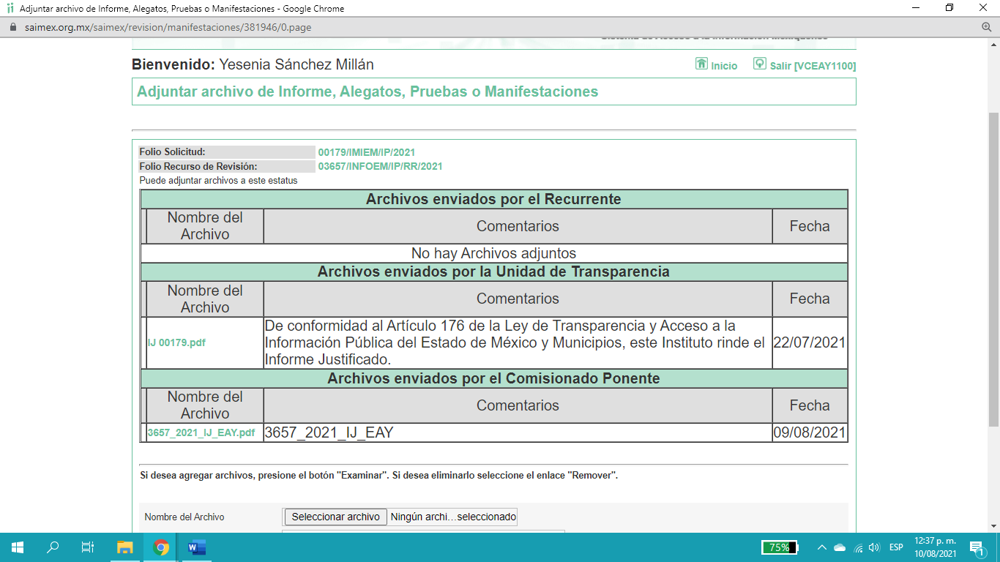 Adjuntar archivo de Informe, Alegatos, Pruebas o Manifestaciones - Google Chrome
saimex.org.mx/saimex/revision/manifestaciones/381946/0.page
Bienvenido: Yesenia Sánchez Millán
Inicio
Salir [VCEAY1100]
Adjuntar archivo de Informe, Alegatos, Pruebas o Manifestaciones
Folio Solicitud: 00179/IMIEM/IP/2021
Folio Recurso de Revisión: 03657/INFOEM/IP/RR/2021
Puede adjuntar archivos a este estatus
Archivos enviados por el Recurrente
Nombre del
Archivo
Comentarios
Fecha
No hay Archivos adjuntos
Archivos enviados por la Unidad de Transparencia
Nombre del
Archivo
Comentarios
Fecha
IJ 00179.pdf
De conformidad al Artículo 176 de la Ley de Transparencia y Acceso a la
Información Pública del Estado de México y Municipios, este Instituto rinde el
Informe Justificado.
22/07/2021
Archivos enviados por el Comisionado Ponente
Nombre del
Archivo
Comentarios
Fecha
3657_2021_IJ_EAY.pdf
3657_2021_IJ_EAY
09/08/2021
Si desea agregar archivos, presione el botón "Examinar". Si desea eliminarlo seleccione el enlace "Remover".
Nombre del Archivo
Seleccionar archivo
Ningún archi…seleccionado
75%
ESP
12:37 p. m.
10/08/2021
1